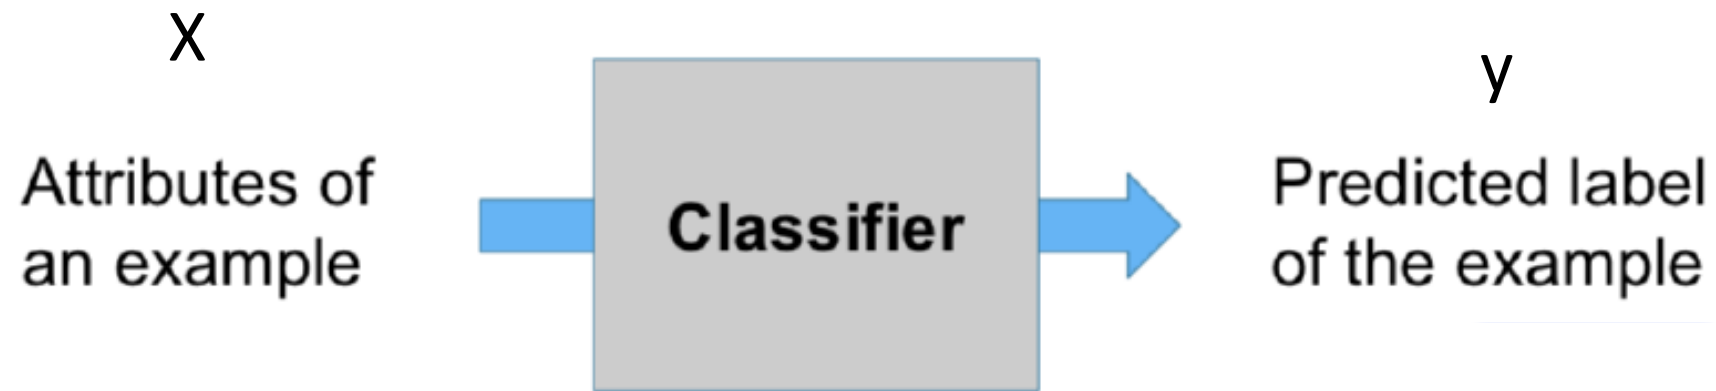 X
Attributes of
an example
Classifier
y
Predicted label
of the example